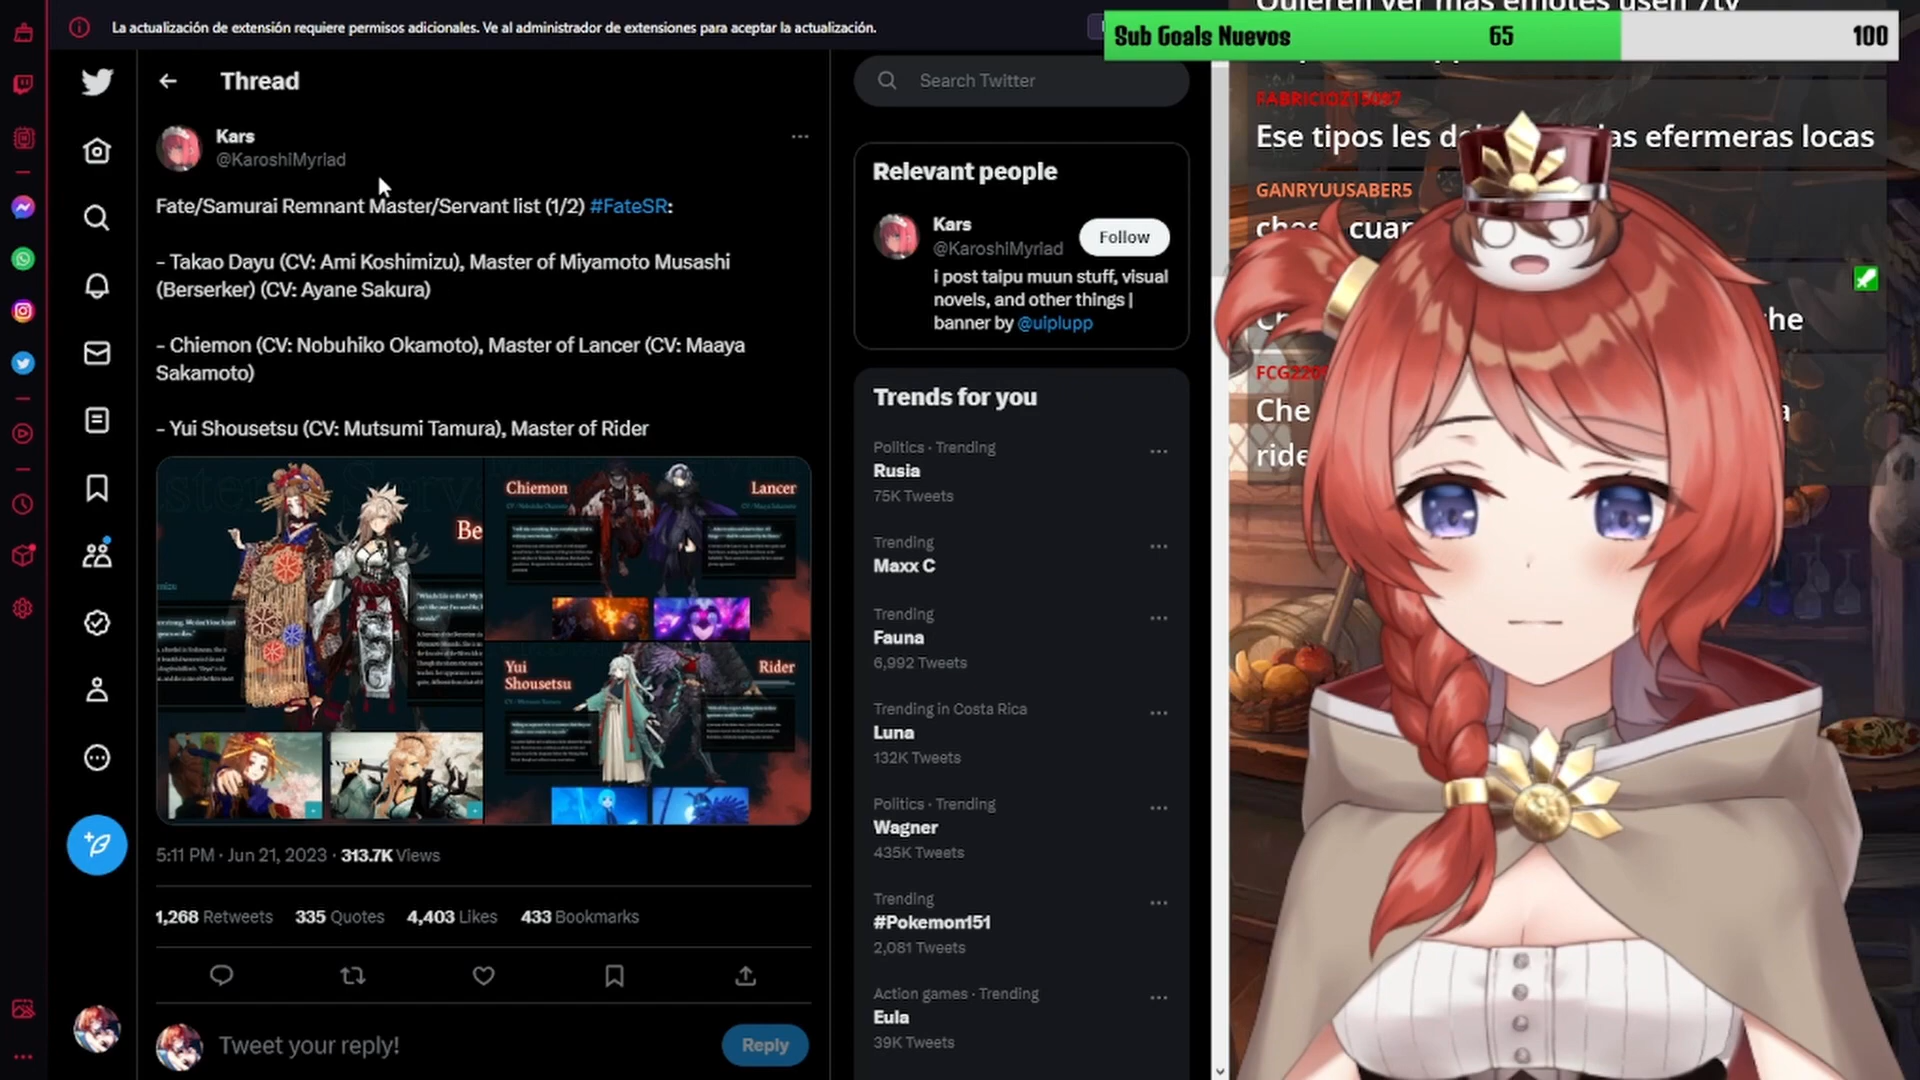 La actualización de extensión requiere permisos adicionales. Ve al administrador de extensiones para aceptar la actualización.
Thread
Kars
@KaroshiMyriad
Fate/Samurai Remnant Master/Servant list (1/2) #FateSR:
- Takao Dayu (CV: Ami Koshimizu), Master of Miyamoto Musashi
(Berserker) (CV: Ayane Sakura)
- Chiemon (CV: Nobuhiko Okamoto), Master of Lancer (CV: Maaya
Sakamoto)
- Yui Shousetsu (CV: Mutsumi Tamura), Master of Rider
Be
Chiemon
Lancer
Yui
Shousetsu
Rider
5:11 PM · Jun 21, 2023 · 313.7K Views
1,268 Retweets 335 Quotes 4,403 Likes 433 Bookmarks
Tweet your reply!
Reply
Search Twitter
Relevant people
Kars
@KaroshiMyriad
Follow
i post taipu muun stuff, visual
novels, and other things |
banner by @uiplupp
Trends for you
Politics · Trending
Rusia
75K Tweets
Trending
Maxx C
Trending
Fauna
6,992 Tweets
Trending in Costa Rica
Luna
132K Tweets
Politics · Trending
Wagner
435K Tweets
Trending
#Pokemon151
2,081 Tweets
Action games · Trending
Eula
39K Tweets
Sub Goals Nuevos 65 100
Quieren ver más emotes usen 7tv
Ese tipos les as efermeras locas
GANRYUUSABER5
Che